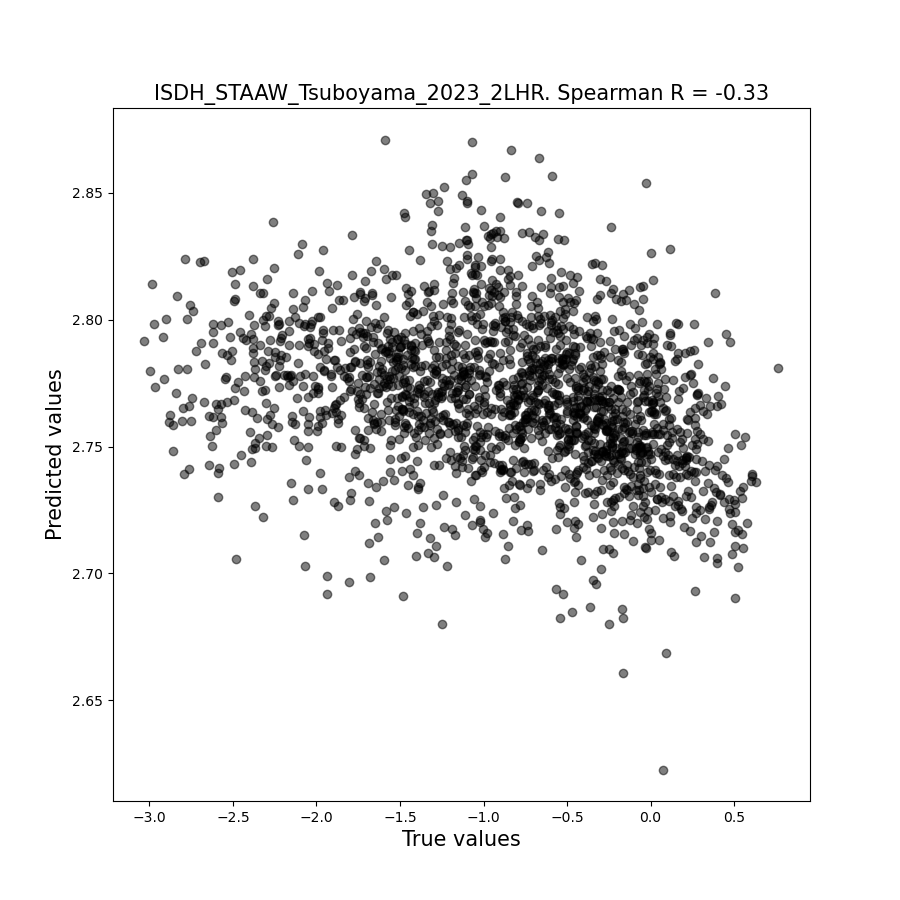 ISDH_STAAW_Tsuboyama_2023_2LHR. Spearman R = -0.33
2.85
2.80
2.75
2.70
2.65
Predicted values
−3.0 −2.5 −2.0 −1.5 −1.0 −0.5 0.0 0.5
True values